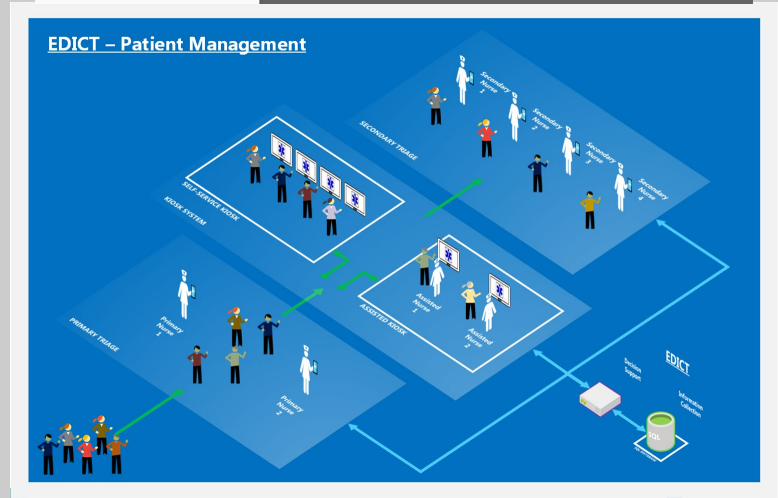 EDICT – Patient Management
Secondary
Nurse
1
Secondary
Nurse
2
Secondary
Nurse
3
Secondary
Nurse
4
SECONDARY TRIAGE
SELF-SERVICE KIOSK
KIOSK SYSTEM
Assisted
Nurse
1
Assisted
Nurse
2
ASSISTED KIOSK
Primary
Nurse
1
PRIMARY TRIAGE
Primary
Nurse
2
EDICT
Decision
Support
Information
Collection
SQL